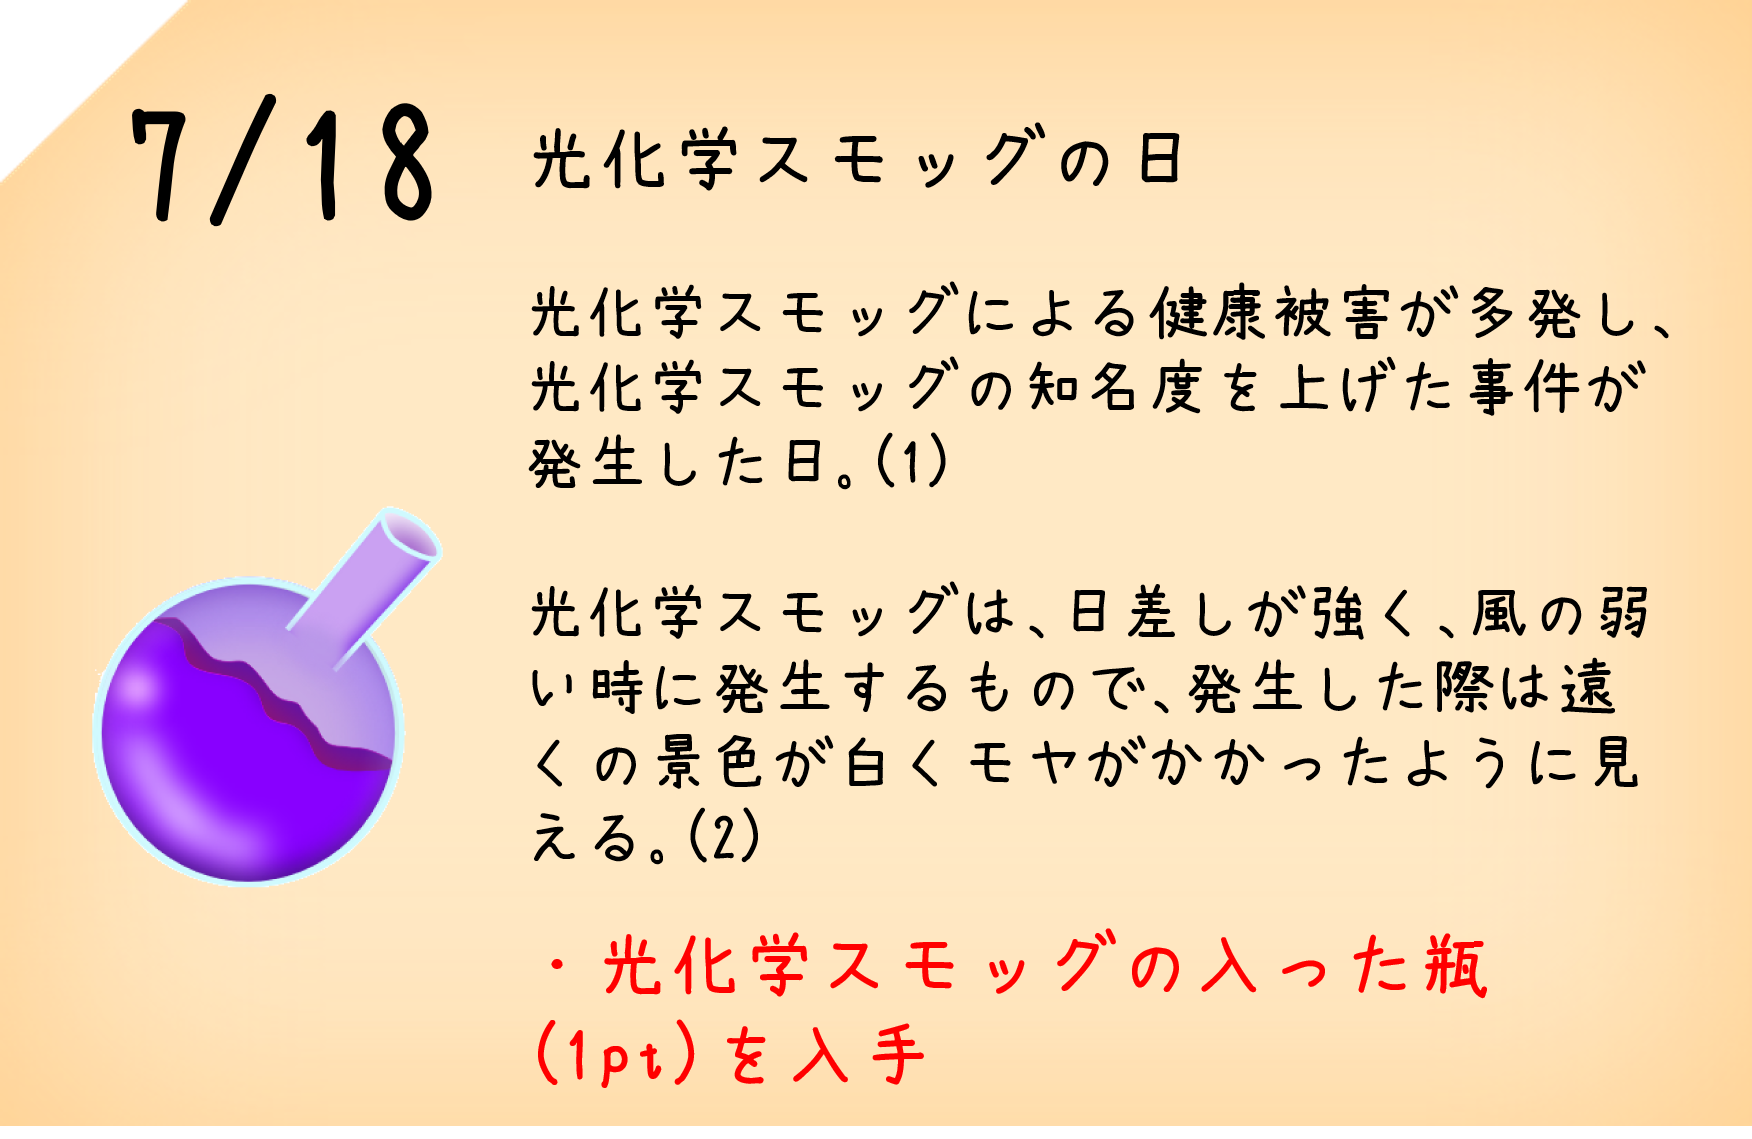 7/18 光化学スモッグの日
光化学スモッグによる健康被害が多発し、
光化学スモッグの知名度を上げた事件が
発生した日。(1)
光化学スモッグは、日差しが強く、風の弱
い時に発生するもので、発生した際は遠
くの景色が白くモヤがかかったように見
える。(2)
・光化学スモッグの入った瓶
(1pt)を入手